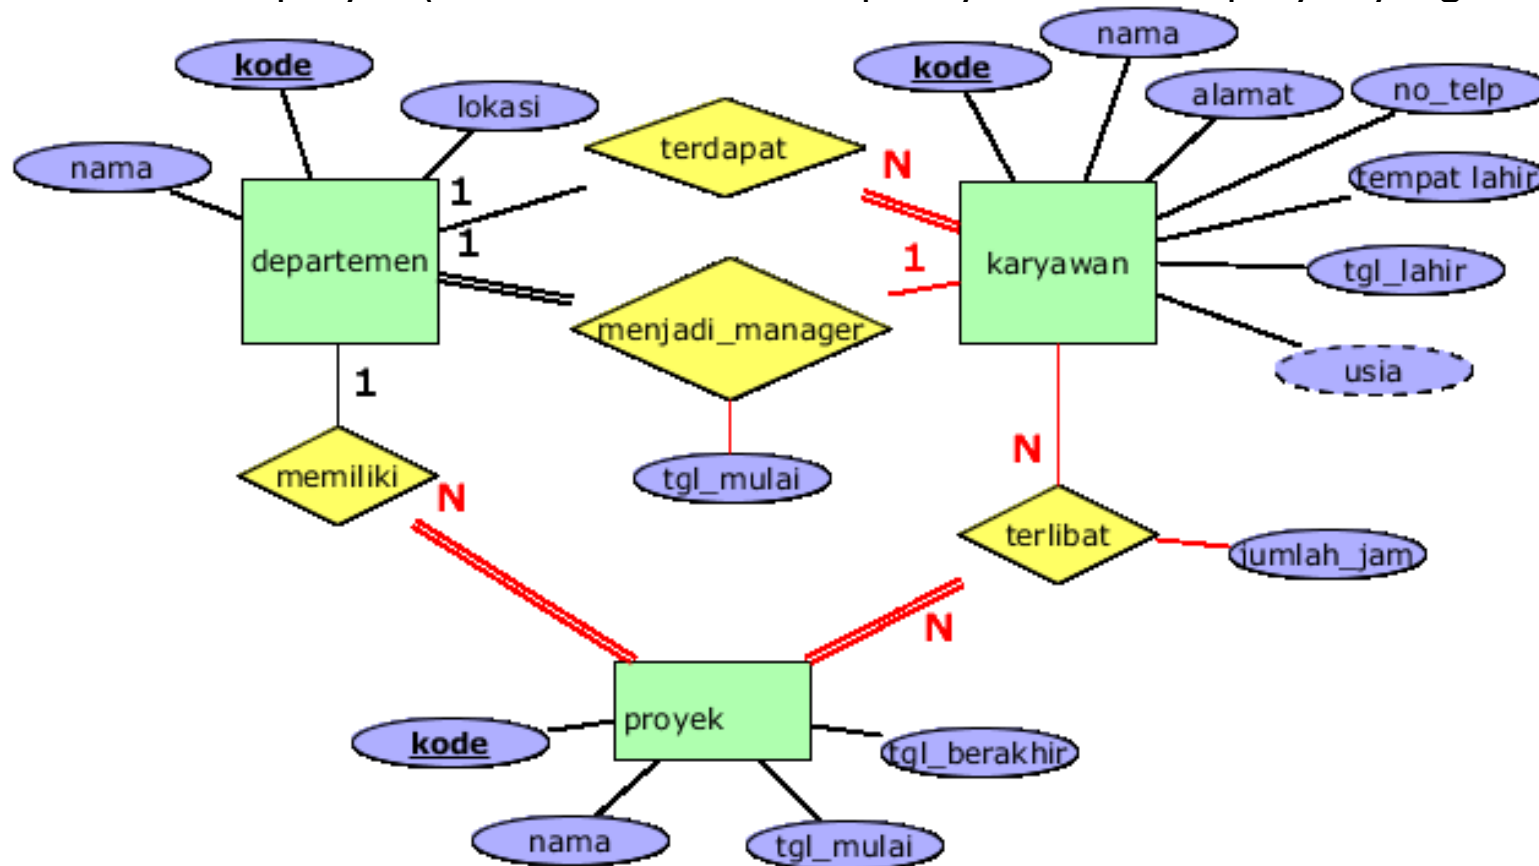 nama
kode
nama
kode
lokasi
alamat
no_telp
terdapat
N
nama
1
tempat lahir
1
departemen
1
karyawan
tgl_lahir
menjadi_manager
usia
1
memiliki
N
tgl_mulai
N
terlibat
jumlah_jam
N
proyek
kode
tgl_berakhir
nama
tgl_mulai